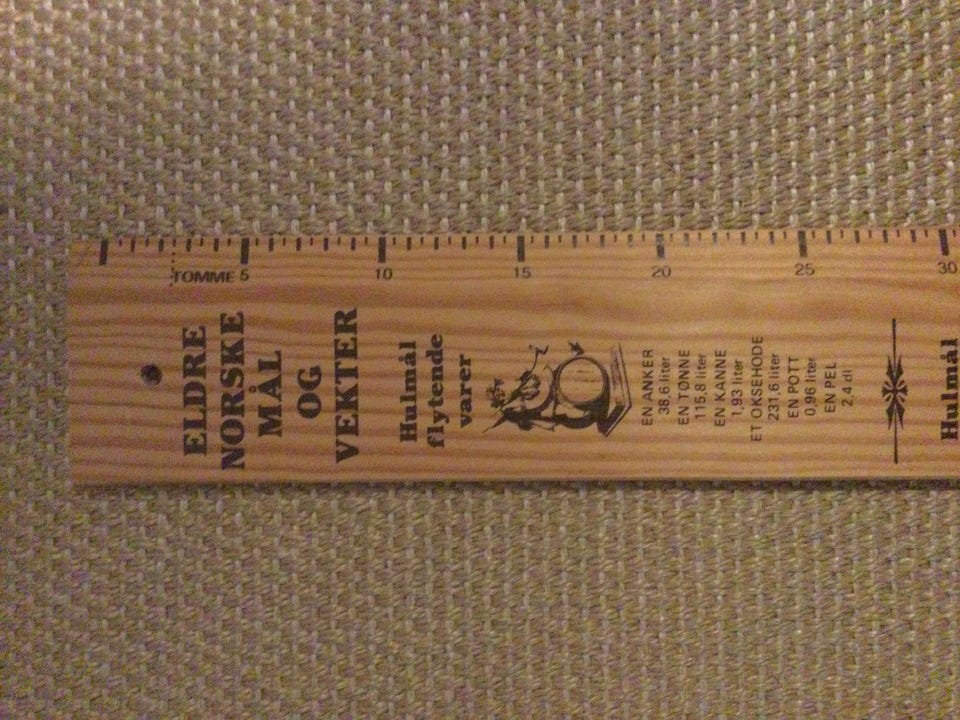 TOMME 5 10 15 20 25 30
ELDRE
NORSKE
MÅL
OG
VEKTER
Hulmål
flytende
varer
EN ANKER
38,6 liter
EN TØNNE
115,8 liter
EN KANNE
1,93 liter
ET OKSEHODE
231,6 liter
EN POTT
0,96 liter
EN PEL
2,4 dl
Hulmål